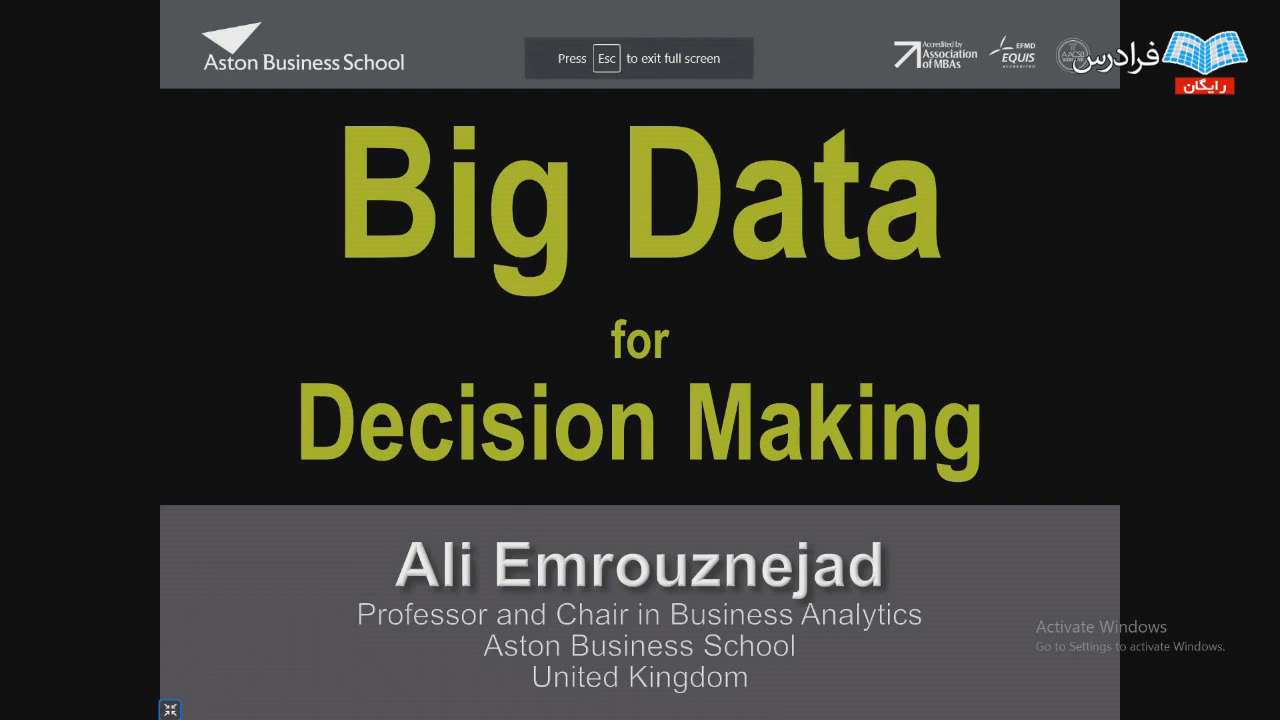 Aston Business School
Press Esc to exit full screen
Accredited by
Association
of MBAs
EFMD
EQUIS
ACCREDITED
AACSB
فرادرس
رایگان
Big Data
for
Decision Making
Ali Emrouznejad
Professor and Chair in Business Analytics
Aston Business School
United Kingdom
Activate Windows
Go to Settings to activate Windows.